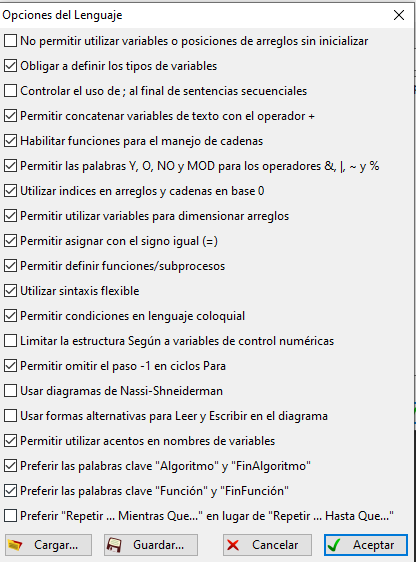 Opciones del Lenguaje
No permitir utilizar variables o posiciones de arreglos sin inicializar
Obligar a definir los tipos de variables
Controlar el uso de ; al final de sentencias secuenciales
Permitir concatenar variables de texto con el operador +
Habilitar funciones para el manejo de cadenas
Permitir las palabras Y, O, NO y MOD para los operadores &, |, ~ y %
Utilizar indices en arreglos y cadenas en base 0
Permitir utilizar variables para dimensionar arreglos
Permitir asignar con el signo igual (=)
Permitir definir funciones/subprocesos
Utilizar sintaxis flexible
Permitir condiciones en lenguaje coloquial
Limitar la estructura Según a variables de control numéricas
Permitir omitir el paso -1 en ciclos Para
Usar diagramas de Nassi-Shneiderman
Usar formas alternativas para Leer y Escribir en el diagrama
Permitir utilizar acentos en nombres de variables
Preferir las palabras clave "Algoritmo" y "FinAlgoritmo"
Preferir las palabras clave "Función" y "FinFunción"
Preferir "Repetir ... Mientras Que..." en lugar de "Repetir ... Hasta Que..."
Cargar... Guardar... Cancelar Aceptar